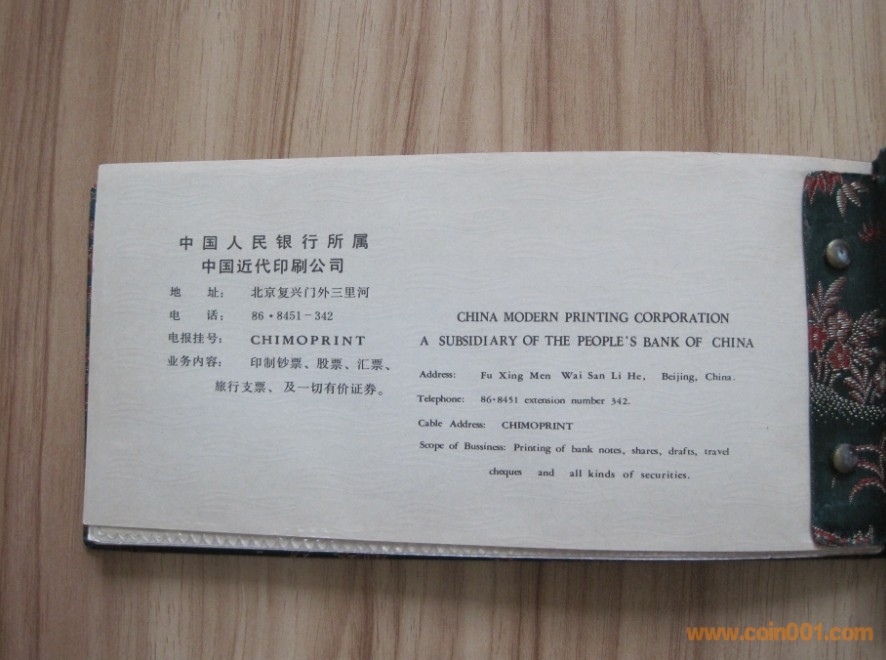 中国人民银行所属
中国近代印刷公司
地 址： 北京复兴门外三里河
电 话： 86·8451－342
电报挂号： CHIMOPRINT
业务内容： 印制钞票、股票、汇票、
旅行支票、及一切有价证券。
CHINA MODERN PRINTING CORPORATION
A SUBSIDIARY OF THE PEOPLE'S BANK OF CHINA
Address: Fu Xing Men Wai San Li He, Beijing, China.
Telephone: 86·8451 extension number 342.
Cable Address: CHIMOPRINT
Scope of Bussiness: Printing of bank notes, shares, drafts, travel
cheques and all kinds of securities.
www.coin001.com